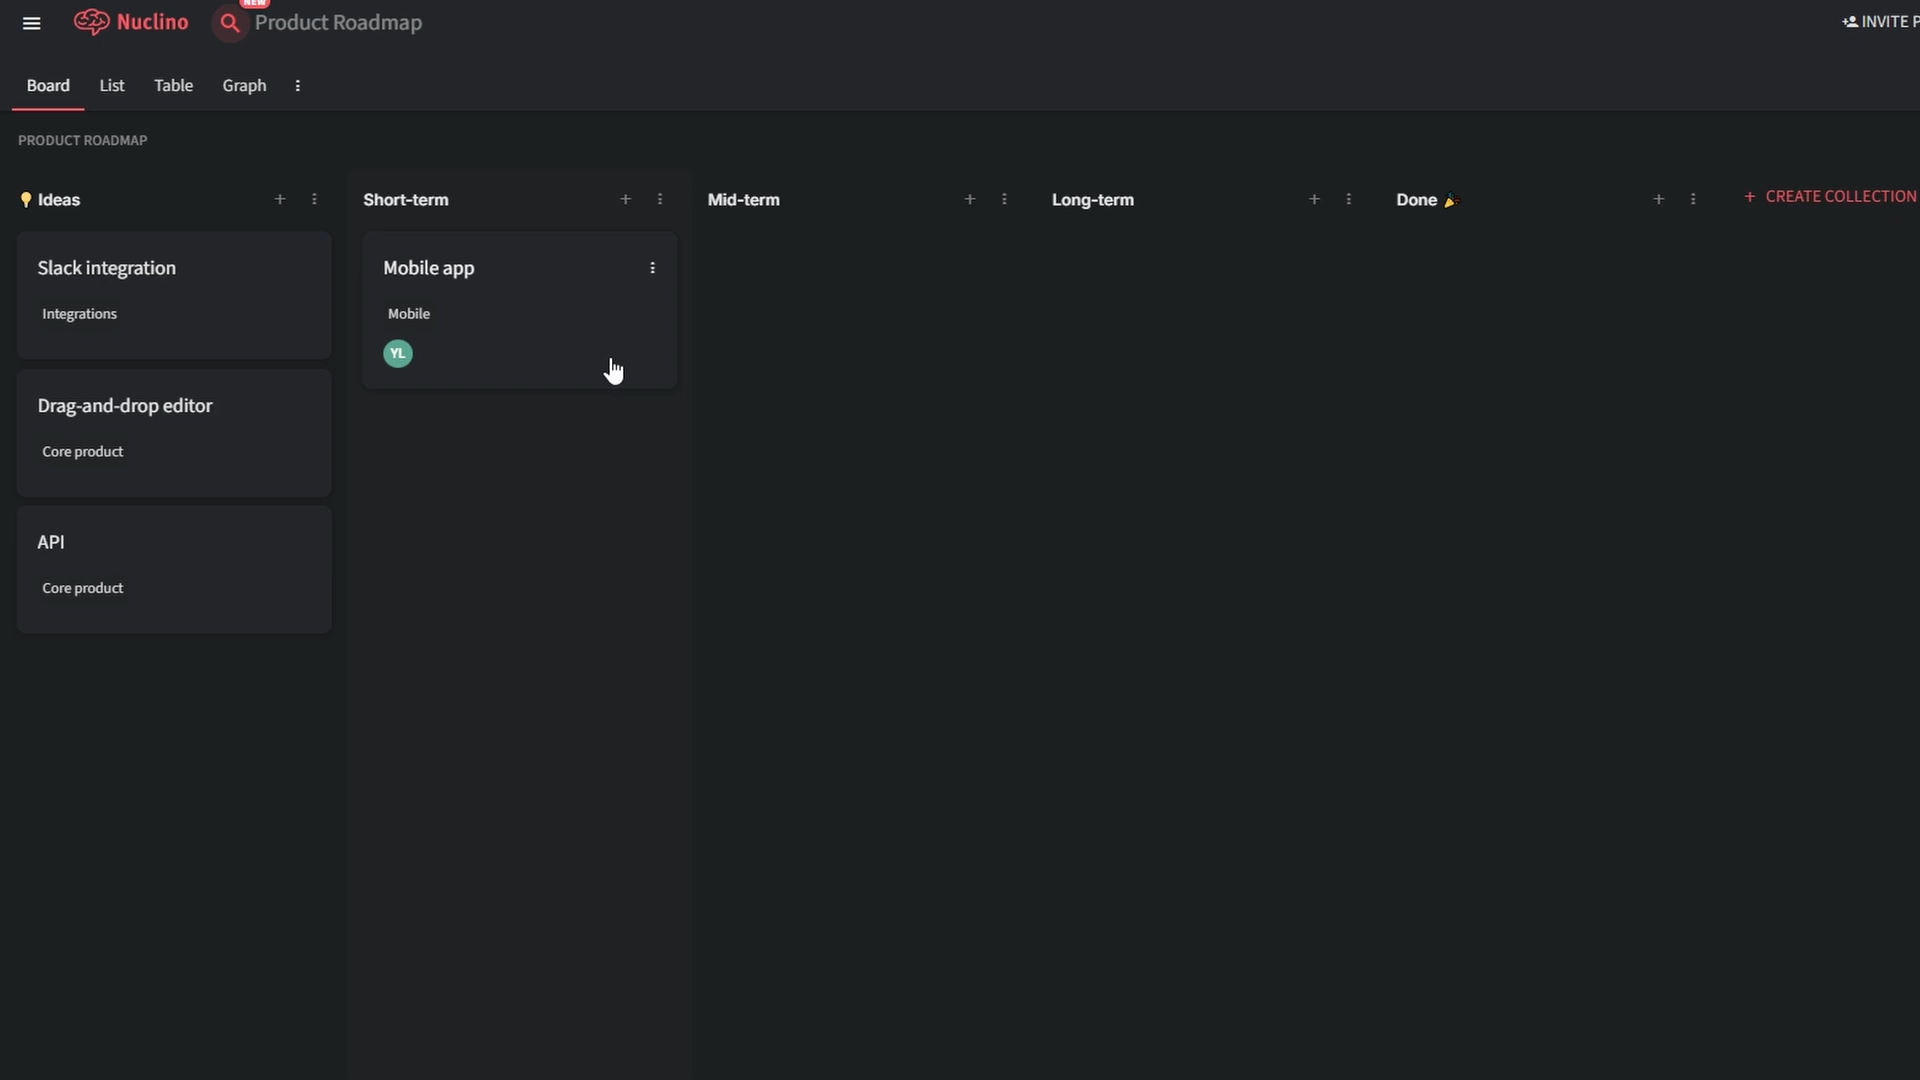 NEW
Nuclino Product Roadmap
INVITE P
Board List Table Graph
PRODUCT ROADMAP
💡 Ideas
Slack integration
Integrations
Drag-and-drop editor
Core product
API
Core product
Short-term
Mobile app
Mobile
YL
Mid-term
Long-term
Done 🎉
+ CREATE COLLECTION